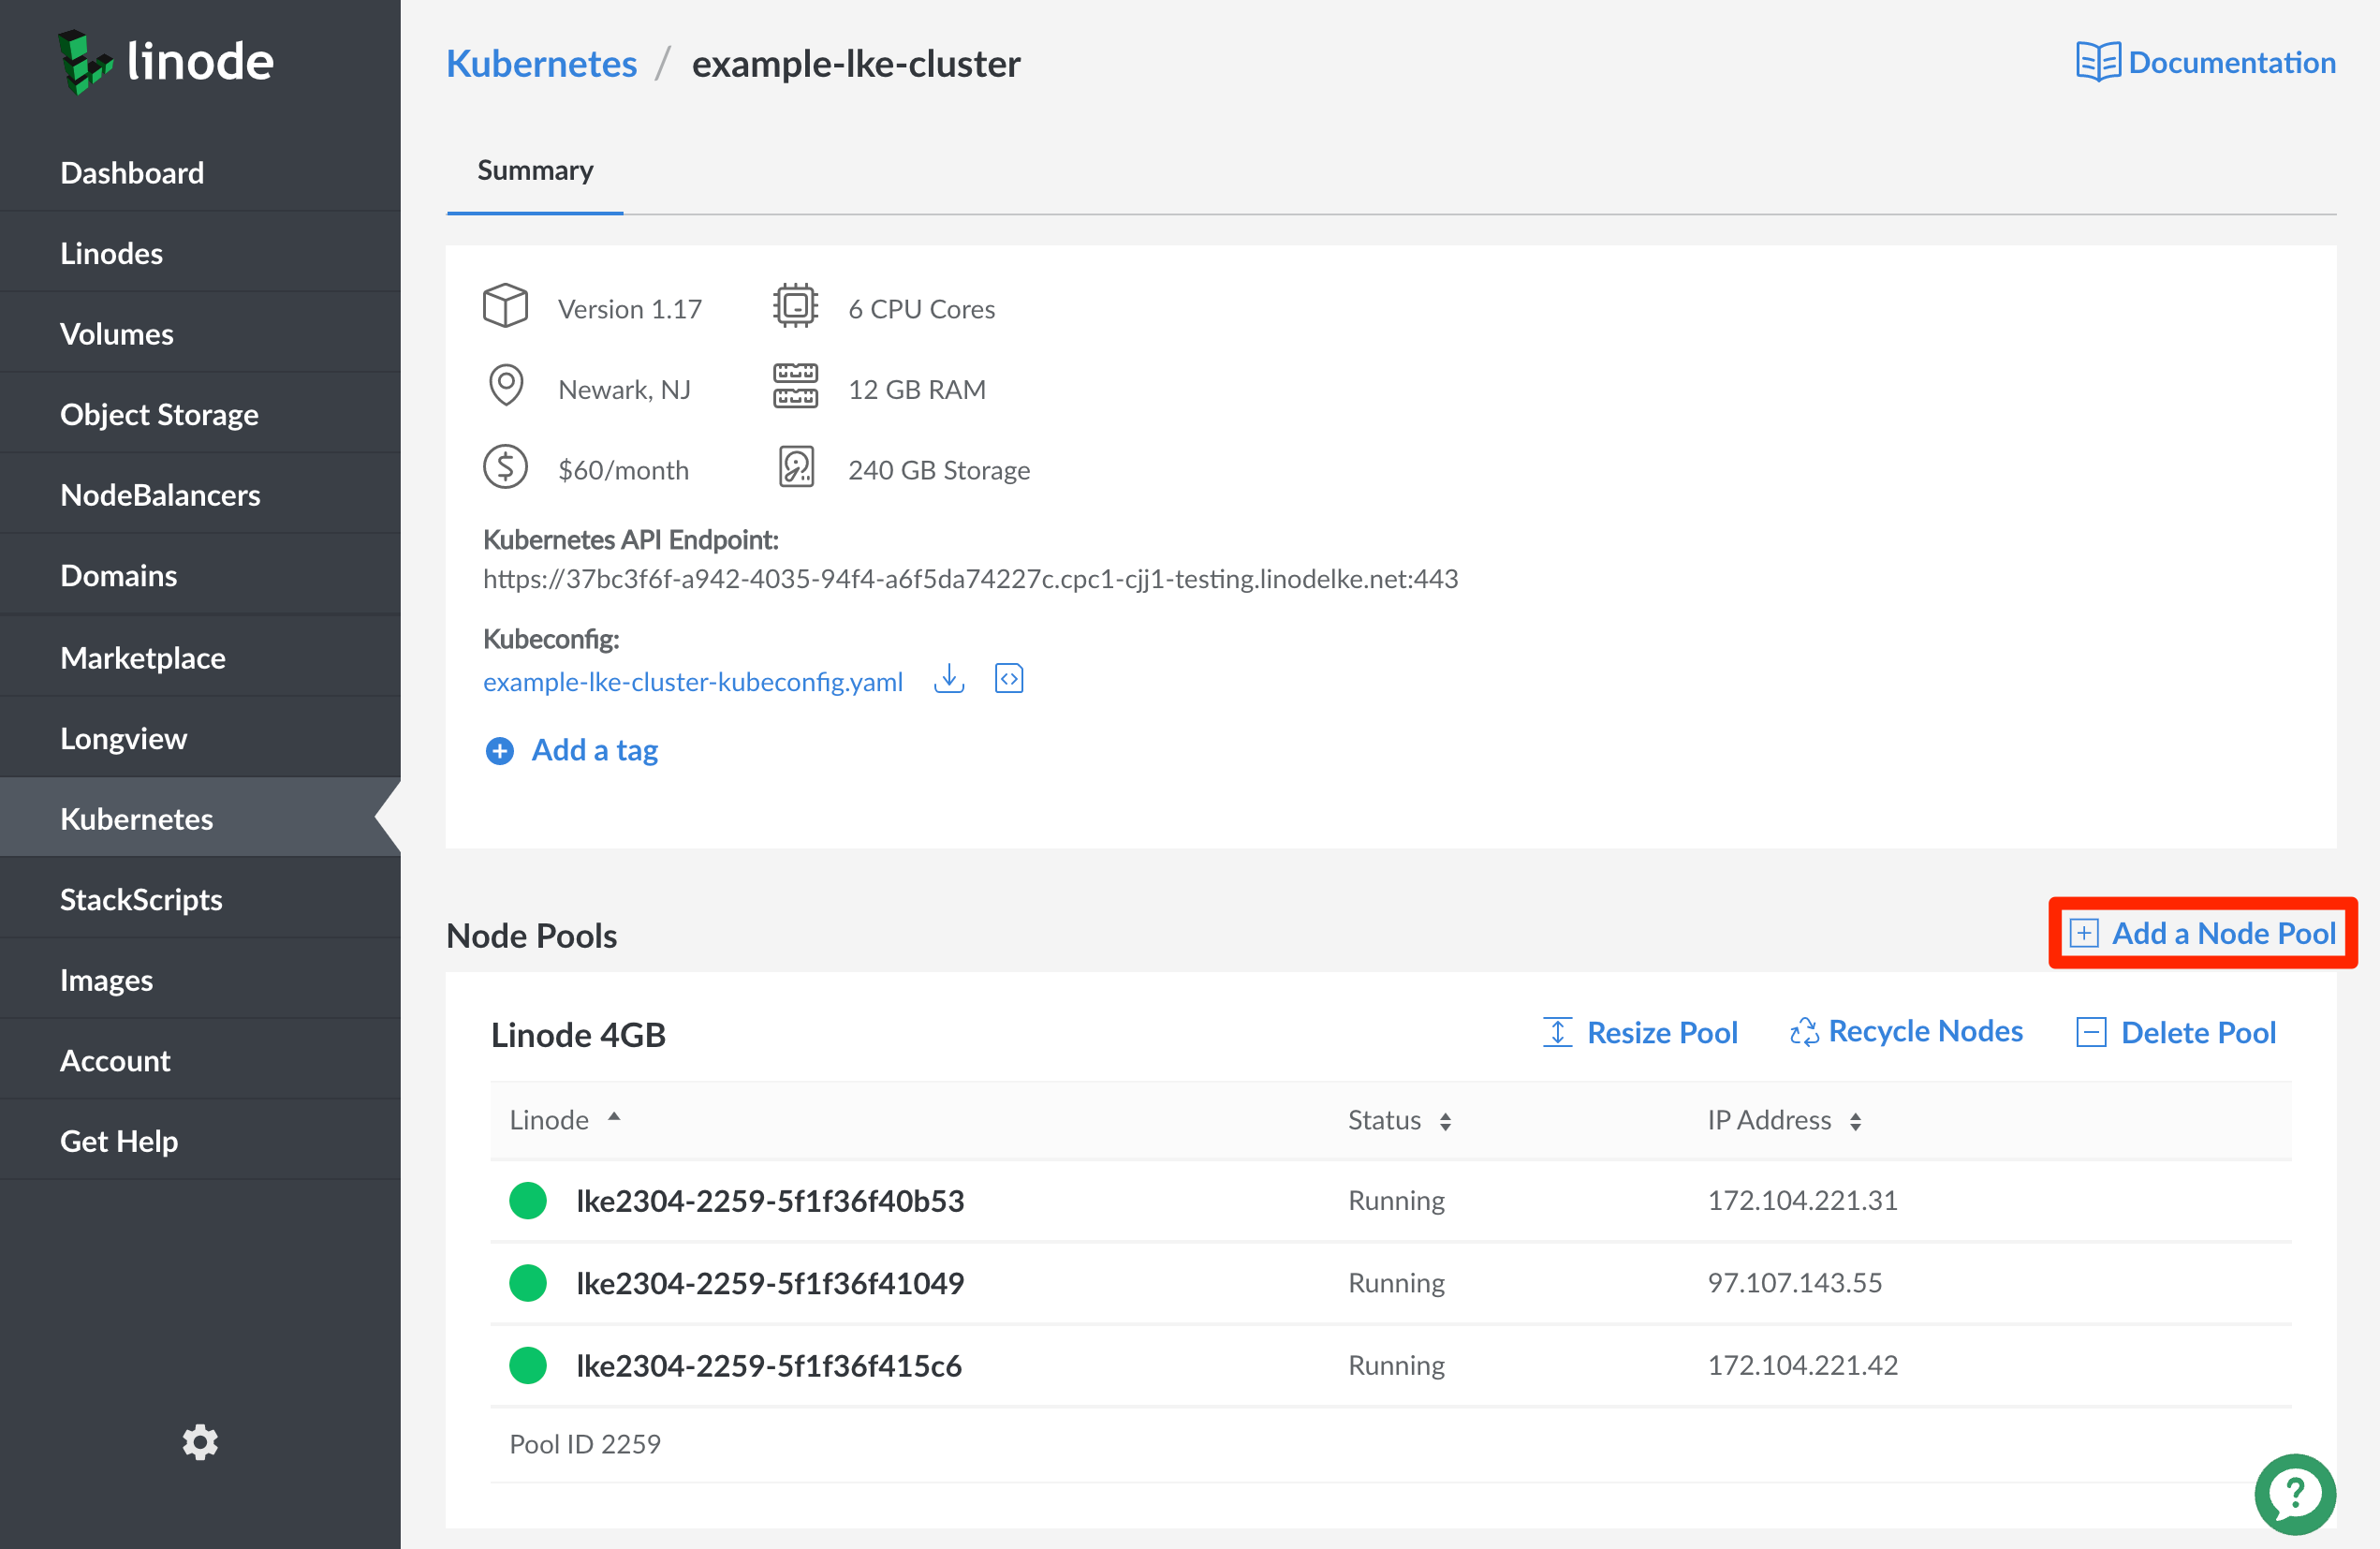 linode
Dashboard
Linodes
Volumes
Object Storage
NodeBalancers
Domains
Marketplace
Longview
Kubernetes
StackScripts
Images
Account
Get Help
Kubernetes / example-lke-cluster
Documentation
Summary
Version 1.17
6 CPU Cores
Newark, NJ
12 GB RAM
$60/month
240 GB Storage
Kubernetes API Endpoint:
https://37bc3f6f-a942-4035-94f4-a6f5da74227c.cpc1-cjj1-testing.linodelke.net:443
Kubeconfig:
example-lke-cluster-kubeconfig.yaml
Add a tag
Node Pools
Add a Node Pool
Linode 4GB
Resize Pool
Recycle Nodes
Delete Pool
Linode Status IP Address
lke2304-2259-5f1f36f40b53 Running 172.104.221.31
lke2304-2259-5f1f36f41049 Running 97.107.143.55
lke2304-2259-5f1f36f415c6 Running 172.104.221.42
Pool ID 2259